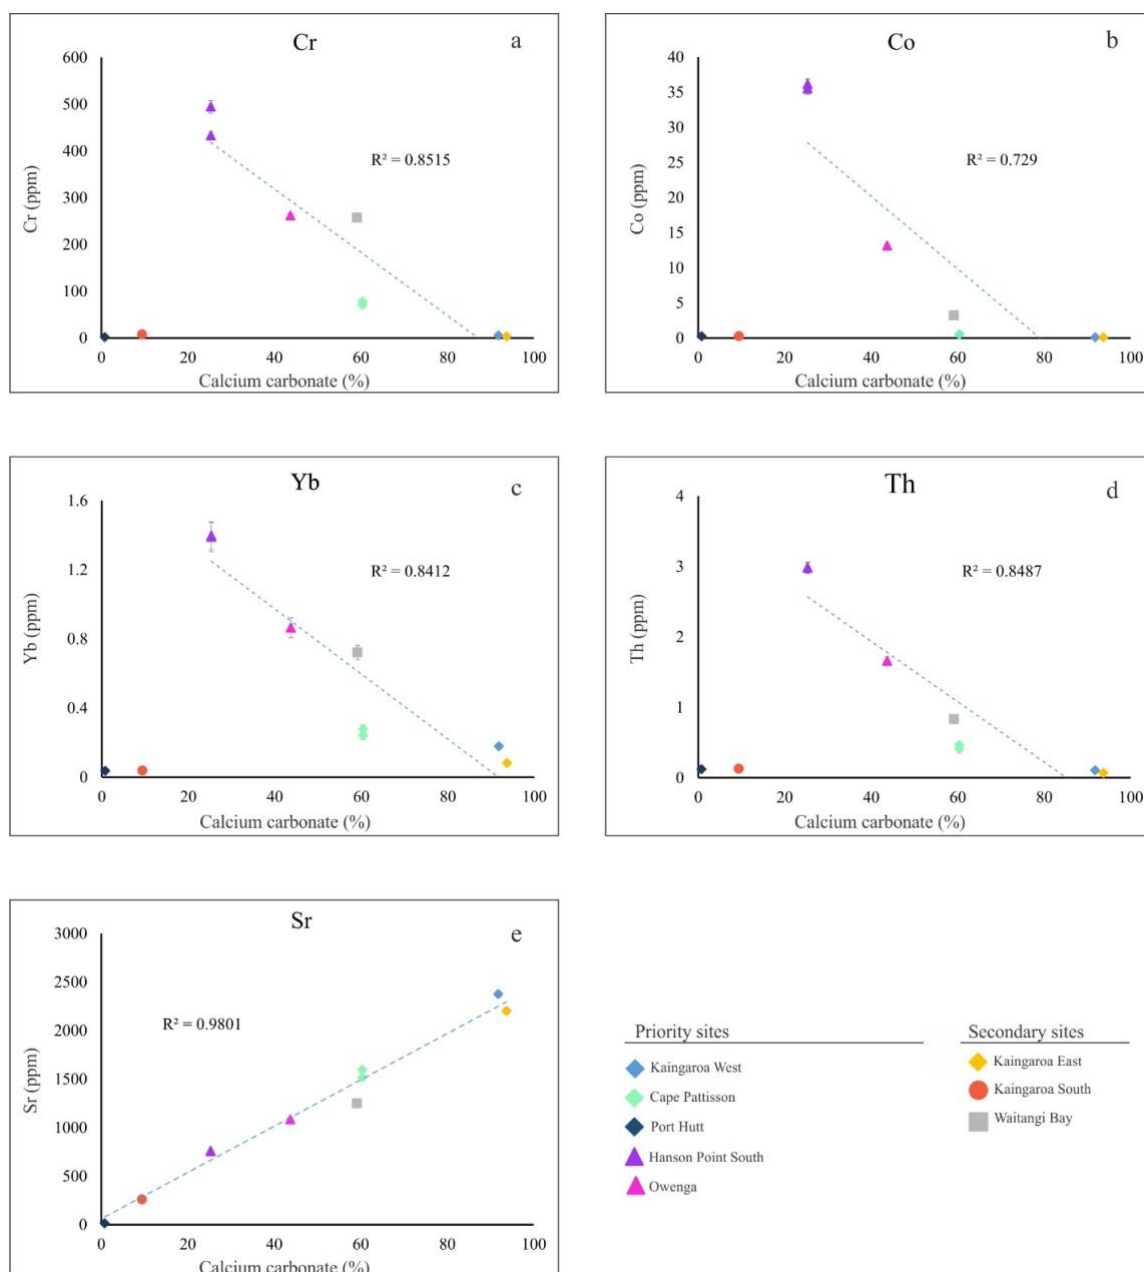 Cr
a
600
500
400
300
200
100
0
Cr (ppm)
R² = 0.8515
0 20 40 60 80 100
Calcium carbonate (%)
Co
b
40
35
30
25
20
15
10
5
0
Co (ppm)
R² = 0.729
0 20 40 60 80 100
Calcium carbonate (%)
Yb
c
1.6
1.2
0.8
0.4
0
Yb (ppm)
R² = 0.8412
0 20 40 60 80 100
Calcium carbonate (%)
Th
d
4
3
2
1
0
Th (ppm)
R² = 0.8487
0 20 40 60 80 100
Calcium carbonate (%)
Sr
e
3000
2500
2000
1500
1000
500
0
Sr (ppm)
R² = 0.9801
0 20 40 60 80 100
Calcium carbonate (%)
Priority sites
Kaingaroa West
Cape Pattisson
Port Hutt
Hanson Point South
Owenga
Secondary sites
Kaingaroa East
Kaingaroa South
Waitangi Bay